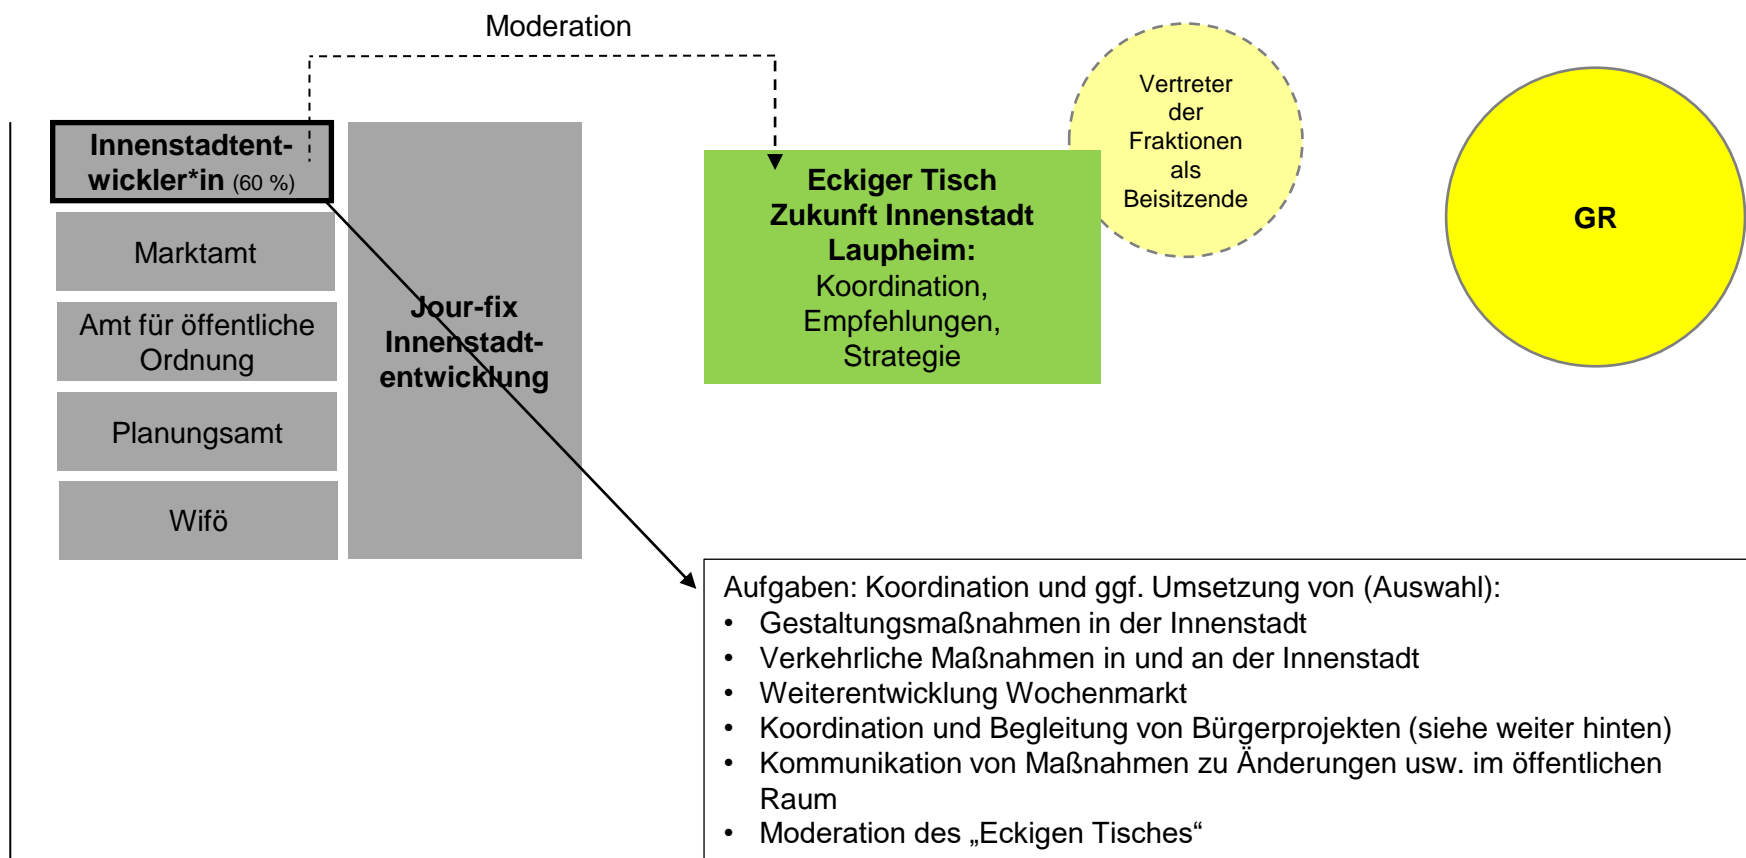 Moderation
Innenstadtent-
wickler*in (60 %)
Marktamt
Amt für öffentliche
Ordnung
Planungsamt
Wifö
Jour-fix
Innenstadt-
entwicklung
Eckiger Tisch
Zukunft Innenstadt
Laupheim:
Koordination,
Empfehlungen,
Strategie
Vertreter
der
Fraktionen
als
Beisitzende
GR
Aufgaben: Koordination und ggf. Umsetzung von (Auswahl):
• Gestaltungsmaßnahmen in der Innenstadt
• Verkehrliche Maßnahmen in und an der Innenstadt
• Weiterentwicklung Wochenmarkt
• Koordination und Begleitung von Bürgerprojekten (siehe weiter hinten)
• Kommunikation von Maßnahmen zu Änderungen usw. im öffentlichen
Raum
• Moderation des „Eckigen Tisches“